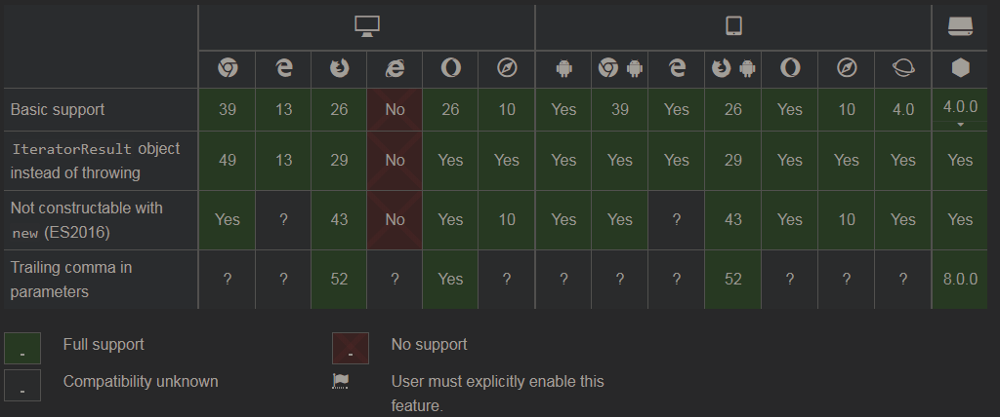 Basic support 39 13 26 No 26 10 Yes 39 Yes 26 Yes 10 4.0 4.0.0
IteratorResult object
instead of throwing
49 13 29 No Yes Yes Yes Yes Yes 29 Yes Yes Yes Yes
Not constructable with
new (ES2016)
Yes ? 43 No Yes 10 Yes Yes ? 43 Yes 10 Yes Yes
Trailing comma in
parameters
? ? 52 ? Yes ? ? ? ? 52 ? ? ? 8.0.0
- Full support
- No support
- Compatibility unknown
User must explicitly enable this
feature.